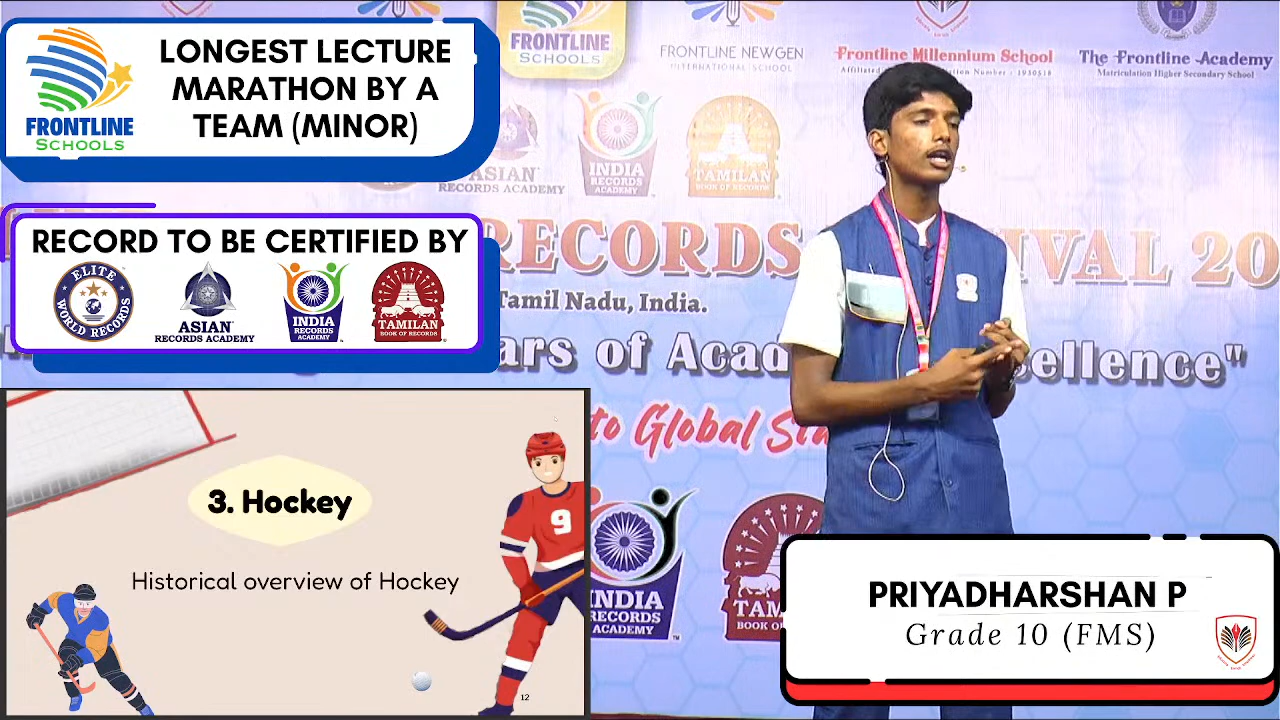 FRONTLINE
SCHOOLS
LONGEST LECTURE
MARATHON BY A
TEAM (MINOR)
RECORD TO BE CERTIFIED BY
ELITE
WORLD RECORDS
ASIAN
RECORDS ACADEMY
INDIA
RECORDS
ACADEMY
TAMILAN
BOOK OF RECORDS
FRONTLINE
SCHOOLS
FRONTLINE NEWGEN
INTERNATIONAL SCHOOL
Frontline Millennium School
The Frontline Academy
Matriculation Higher Secondary School
ASIAN
RECORDS ACADEMY
INDIA
RECORDS
ACADEMY
TAMILAN
BOOK OF RECORDS
RECORDS IVAL 20
Tamil Nadu, India.
ars of Acad ellence"
to Global Sta
INDIA
RECORDS
ACADEMY
TAM
BOOK O
3. Hockey
Historical overview of Hockey
9
12
PRIYADHARSHAN P
Grade 10 (FMS)